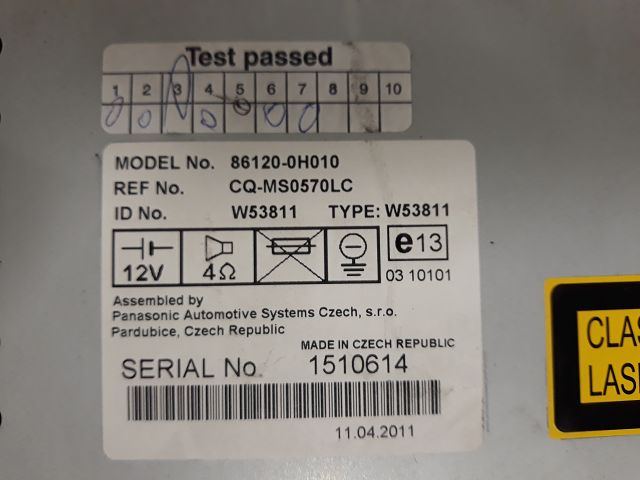 Test passed
1 2 3 4 5 6 7 8 9 10
MODEL No. 86120-0H010
REF No. CQ-MS0570LC
ID No. W53811 TYPE: W53811
12V 4Ω e13
03 10101
Assembled by
Panasonic Automotive Systems Czech, s.r.o.
Pardubice, Czech Republic
MADE IN CZECH REPUBLIC
SERIAL No. 1510614
11.04.2011
CLAS
LASE